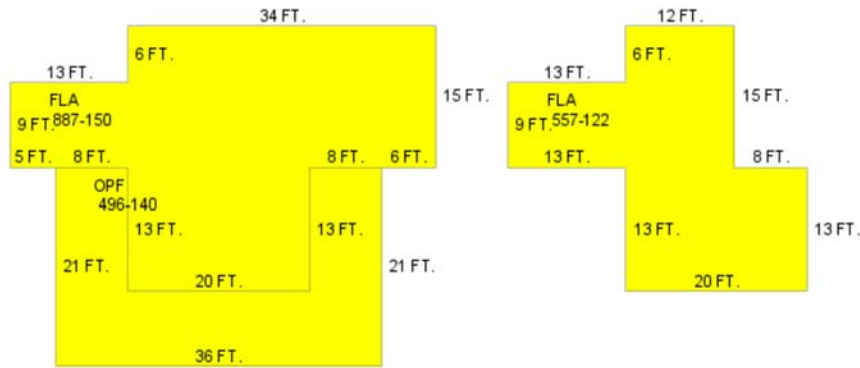 34 FT.
12 FT.
6 FT.
6 FT.
13 FT.
13 FT.
FLA
887-150
15 FT.
FLA
557-122
15 FT.
9 FT.
9 FT.
5 FT.
8 FT.
8 FT.
6 FT.
13 FT.
8 FT.
OPF
496-140
13 FT.
13 FT.
13 FT.
13 FT.
21 FT.
21 FT.
20 FT.
20 FT.
36 FT.